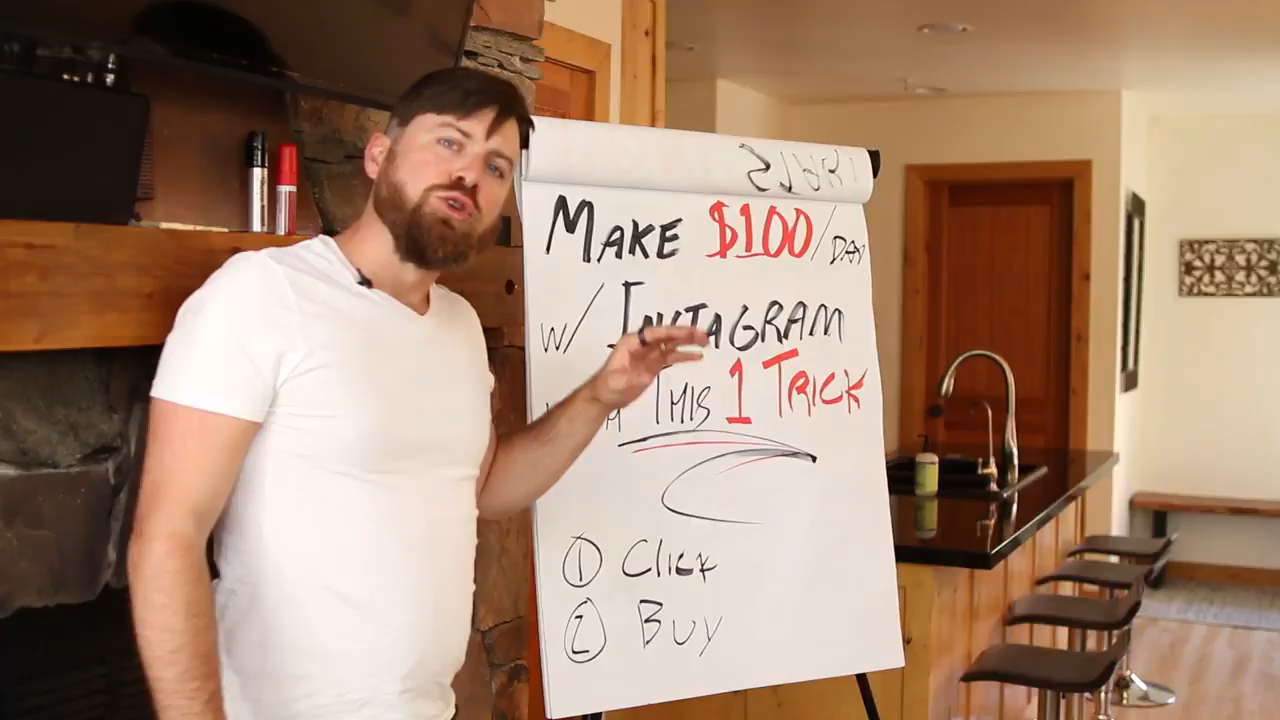 MAKE $100/DAY
W/ INSTAGRAM
THIS 1 TRICK
① CLICK
② BUY